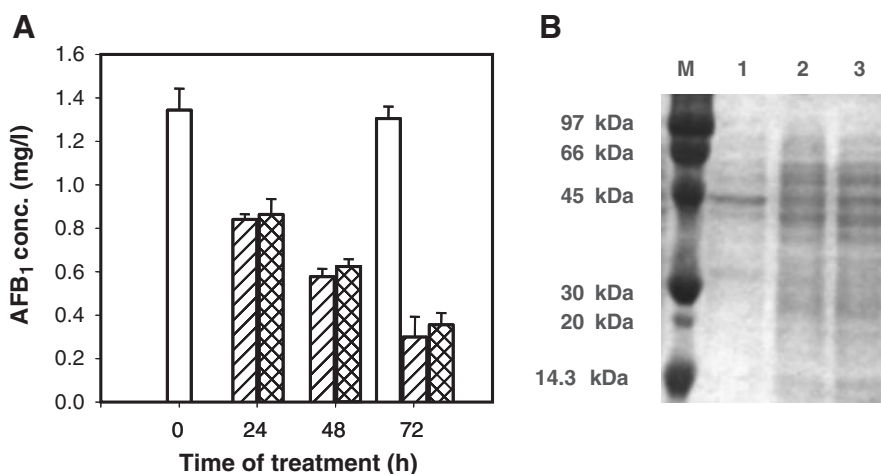 A
1.6
1.4
1.2
1.0
0.8
0.6
0.4
0.2
0.0
AFB₁ conc. (mg/l)
0 24 48 72
Time of treatment (h)
B
M 1 2 3
97 kDa
66 kDa
45 kDa
30 kDa
20 kDa
14.3 kDa